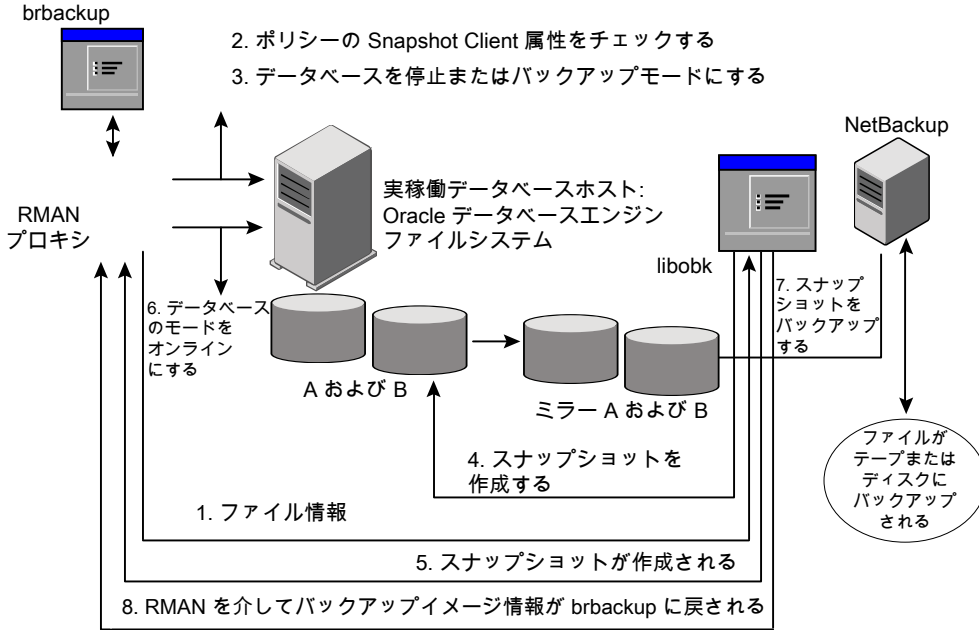 brbackup
2. ポリシーの Snapshot Client 属性をチェックする
3. データベースを停止またはバックアップモードにする
NetBackup
実稼働データベースホスト:
Oracle データベースエンジン
ファイルシステム
RMAN
プロキシ
libobk
6. データベース
のモードを
オンライン
にする
7. スナップ
ショットを
バックアップ
する
A および B
ミラー A および B
4. スナップショットを
作成する
ファイルが
テープまたは
ディスクに
バックアップ
される
1. ファイル情報
5. スナップショットが作成される
8. RMAN を介してバックアップイメージ情報が brbackup に戻される